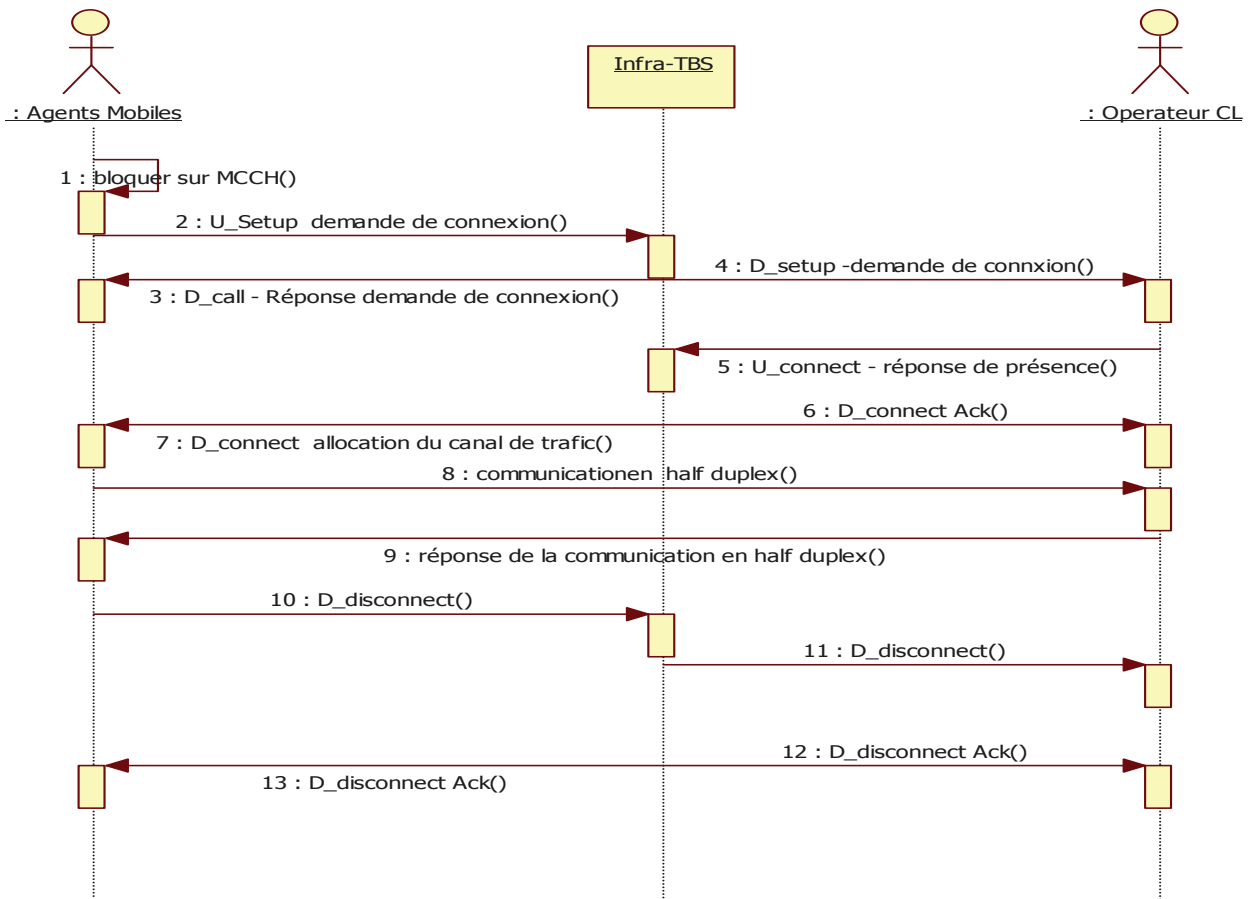 : Agents Mobiles
Infra-TBS
: Operateur CL
1 : bloquer sur MCCH()
2 : U_Setup demande de connexion()
4 : D_setup -demande de connxion()
3 : D_call - Réponse demande de connexion()
5 : U_connect - réponse de présence()
6 : D_connect Ack()
7 : D_connect allocation du canal de trafic()
8 : communicationen half duplex()
9 : réponse de la communication en half duplex()
10 : D_disconnect()
11 : D_disconnect()
12 : D_disconnect Ack()
13 : D_disconnect Ack()